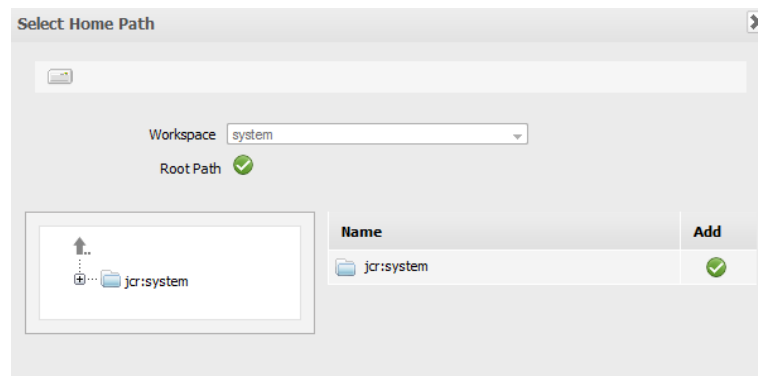 Select Home Path
Workspace system
Root Path
Name Add
jcr:system
jcr:system